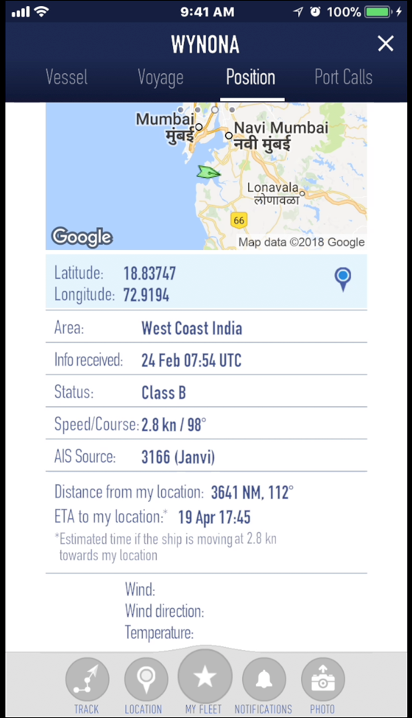 9:41 AM 100%
WYNONA
Vessel Voyage Position Port Calls
Mumbai
मुंबई
Navi Mumbai
नवी मुंबई
Lonavala
लोणावळा
66
Google
Map data ©2018 Google
Latitude: 18.83747
Longitude: 72.9194
Area: West Coast India
Info received: 24 Feb 07:54 UTC
Status: Class B
Speed/Course: 2.8 kn / 98°
AIS Source: 3166 (Janvi)
Distance from my location: 3641 NM, 112°
ETA to my location:* 19 Apr 17:45
*Estimated time if the ship is moving at 2.8 kn
towards my location
Wind:
Wind direction:
Temperature:
TRACK LOCATION MY FLEET NOTIFICATIONS PHOTO